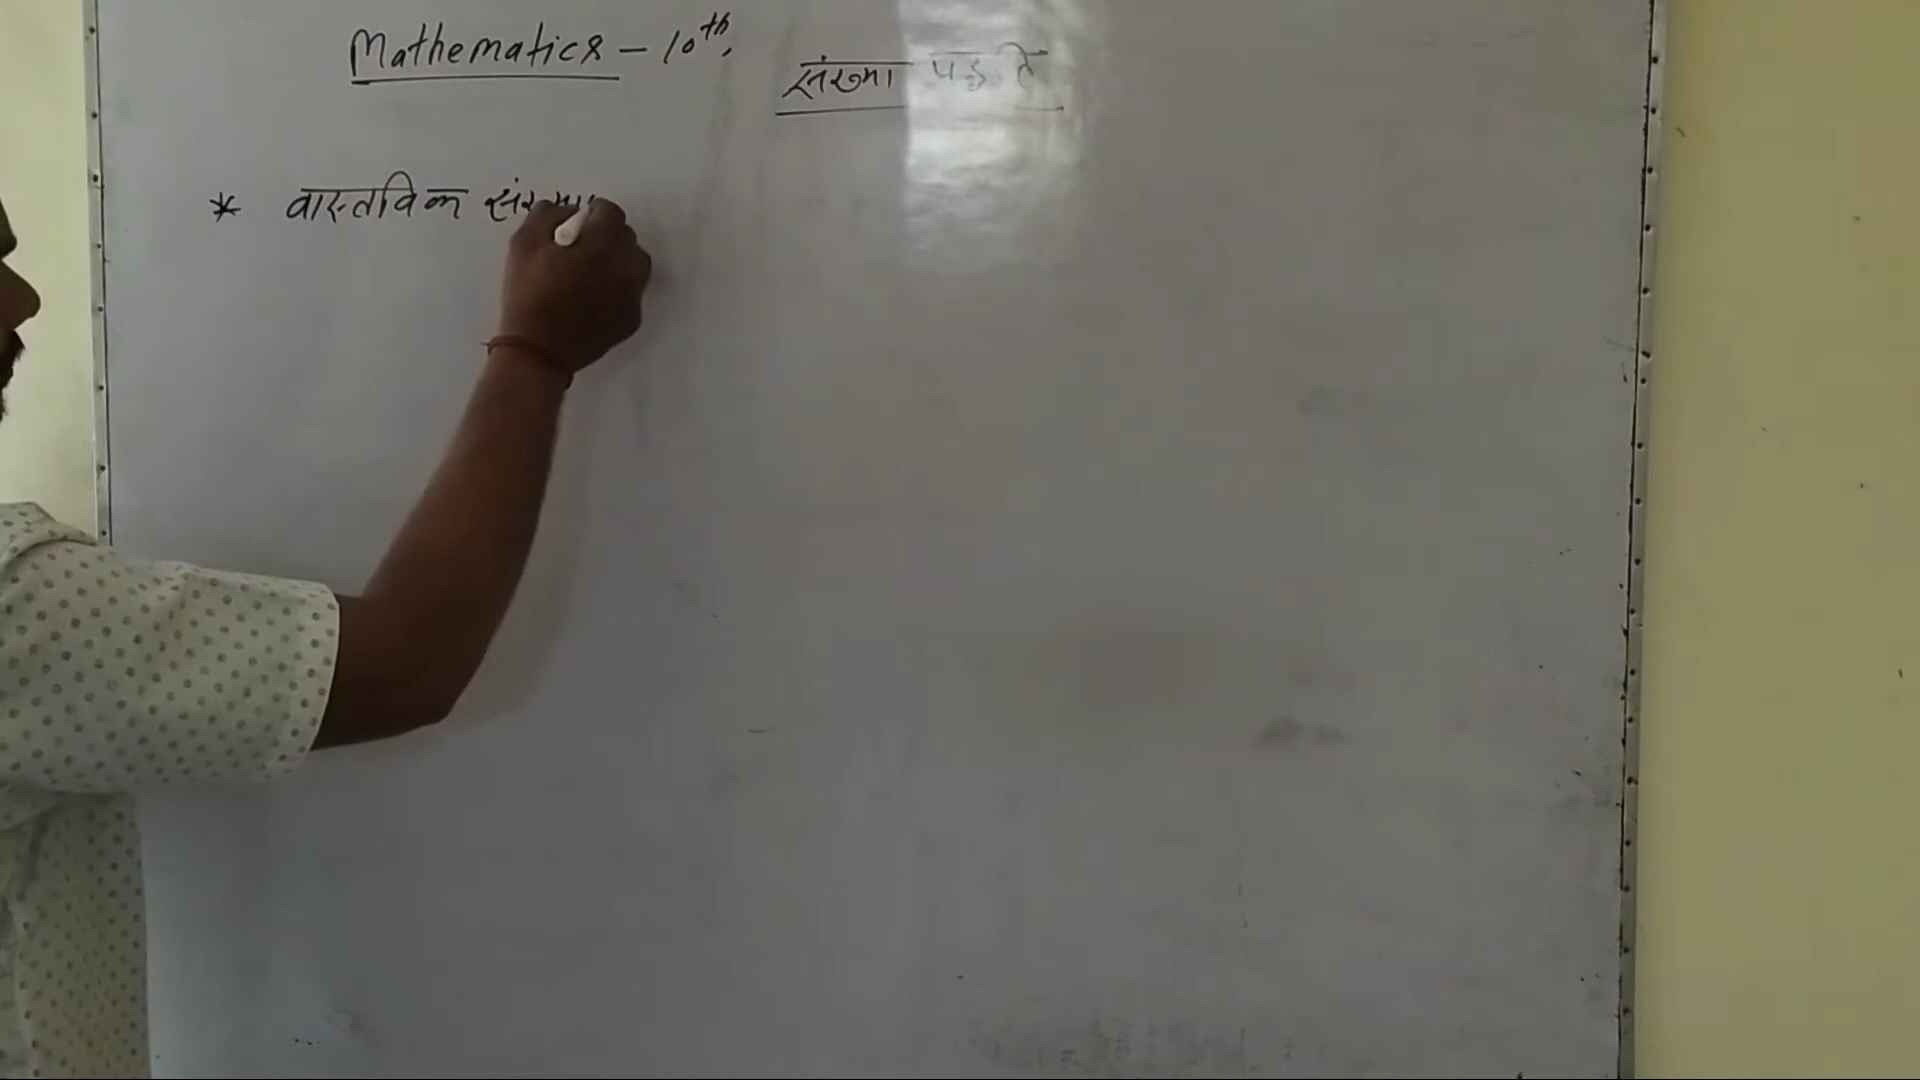 Mathematics - 10th.
संख्या पद्धति
* वास्तविक संख्या